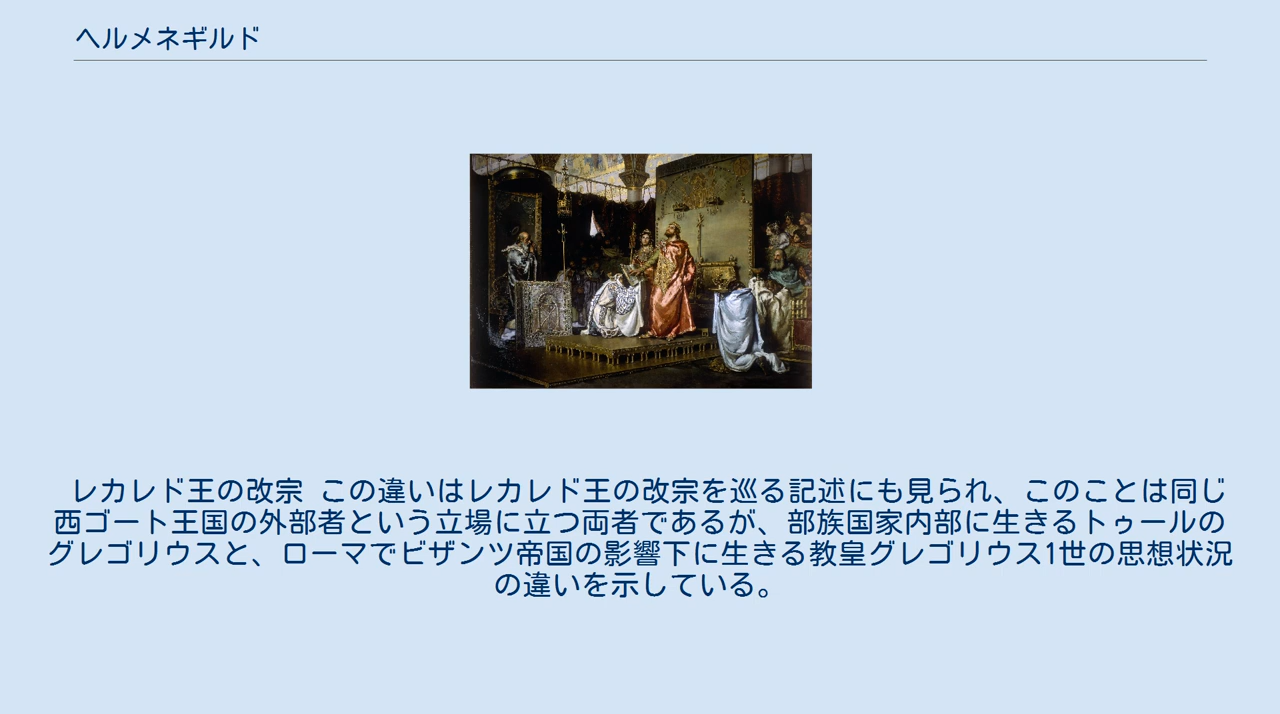 ヘルメネギルド
レカレド王の改宗 この違いはレカレド王の改宗を巡る記述にも見られ、このことは同じ
西ゴート王国の外部者という立場に立つ両者であるが、部族国家内部に生きるトゥールの
グレゴリウスと、ローマでビザンツ帝国の影響下に生きる教皇グレゴリウス1世の思想状況
の違いを示している。